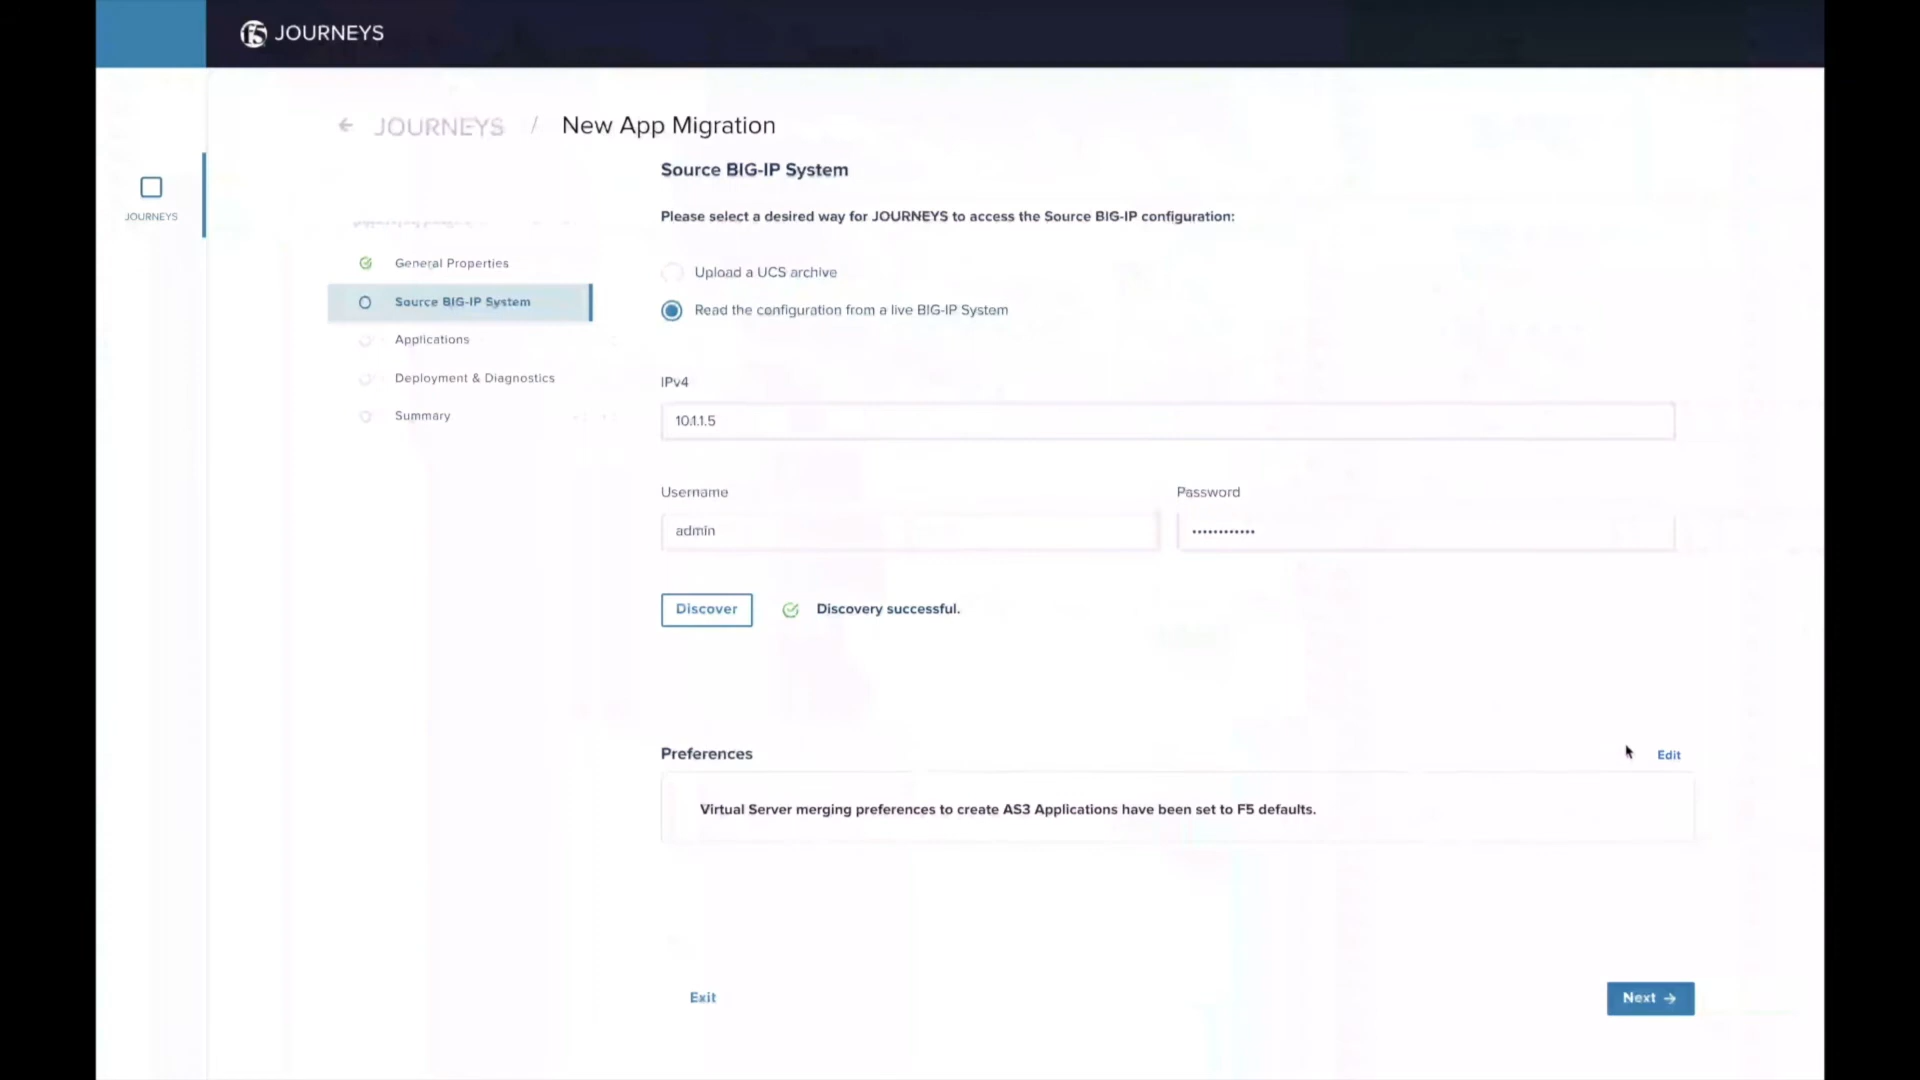 f5 JOURNEYS
← JOURNEYS / New App Migration
JOURNEYS
General Properties
Source BIG-IP System
Applications
Deployment & Diagnostics
Summary
Source BIG-IP System
Please select a desired way for JOURNEYS to access the Source BIG-IP configuration:
Upload a UCS archive
Read the configuration from a live BIG-IP System
IPv4
10.1.1.5
Username
Password
admin
••••••••••••
Discover
Discovery successful.
Preferences
Edit
Virtual Server merging preferences to create AS3 Applications have been set to F5 defaults.
Exit
Next →